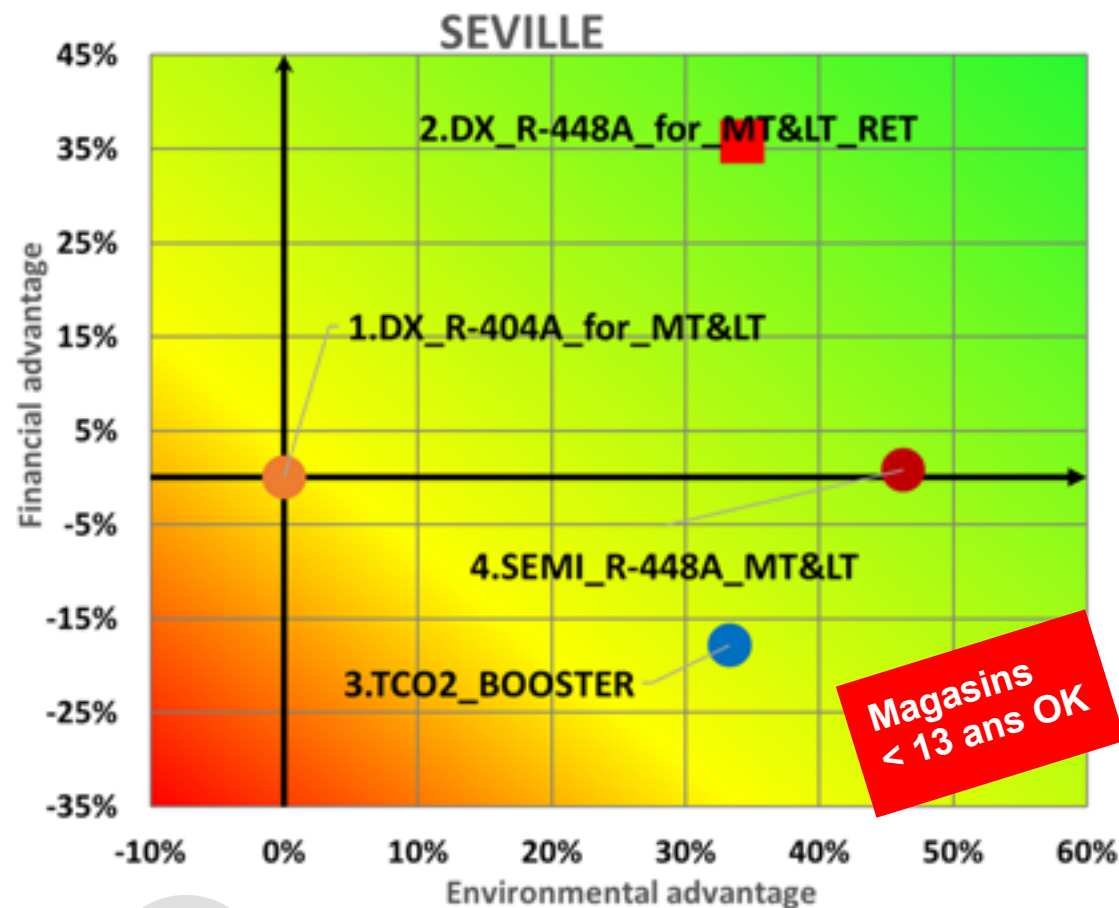 SEVILLE
45%
35%
25%
15%
5%
-5%
-15%
-25%
-35%
Financial advantage
2.DX_R-448A_for_MT&LT_RET
1.DX_R-404A_for_MT&LT
4.SEMI_R-448A_MT&LT
3.TCO2_BOOSTER
Magasins
< 13 ans OK
-10% 0% 10% 20% 30% 40% 50% 60%
Environmental advantage